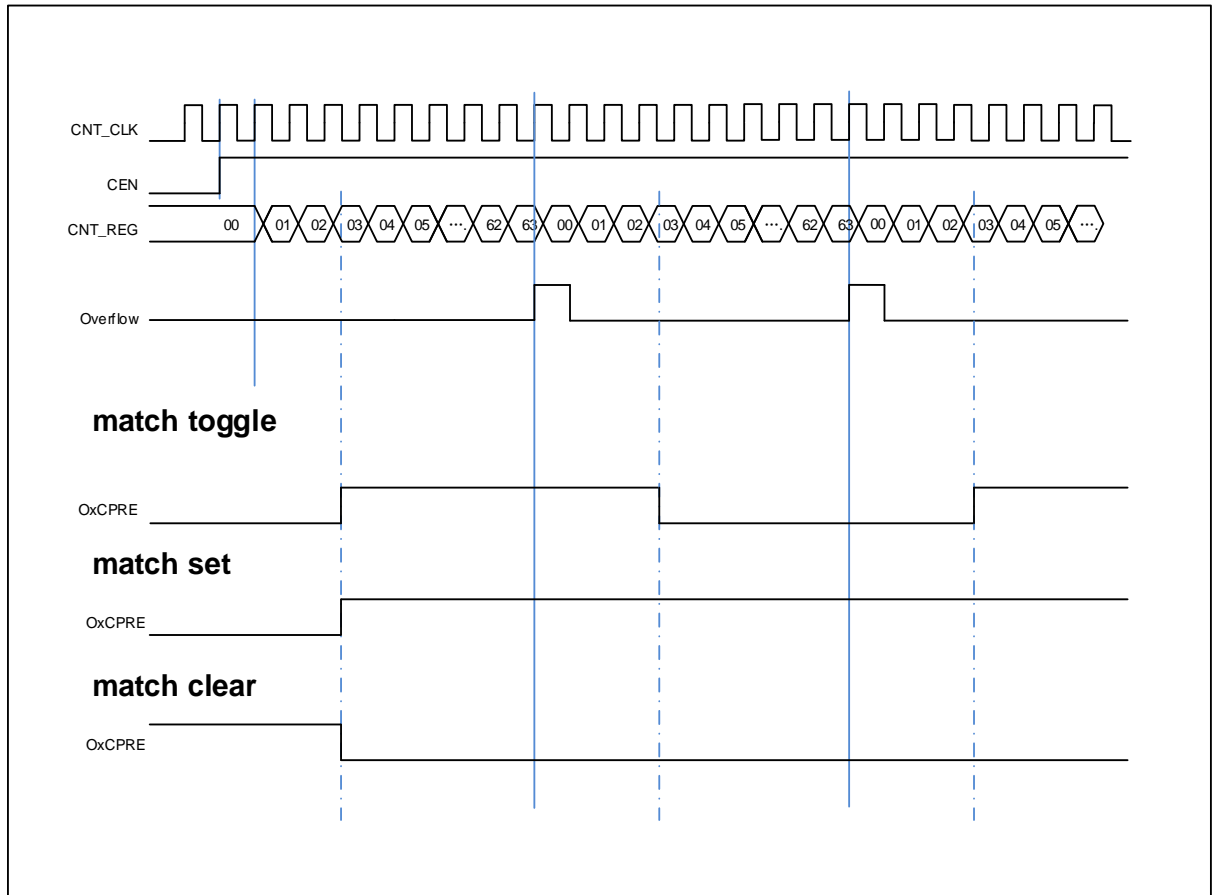 CNT_CLK
CEN
CNT_REG 00 01 02 03 04 05 …. 62 63 00 01 02 03 04 05 …. 62 63 00 01 02 03 04 05 ….
Overflow
match toggle
OxCPRE
match set
OxCPRE
match clear
OxCPRE